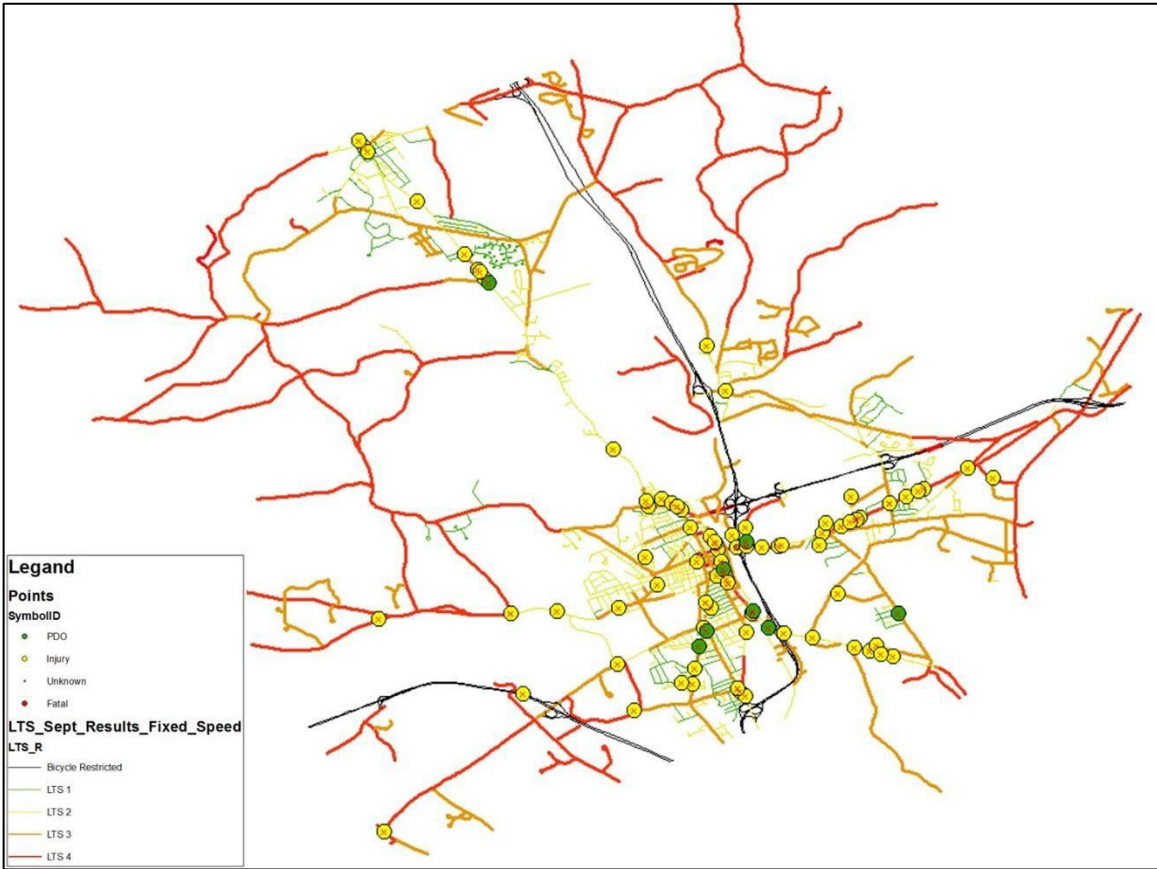 Legand
Points
SymbolID
PDO
Injury
Unknown
Fatal
LTS_Sept_Results_Fixed_Speed
LTS_R
Bicycle Restricted
LTS 1
LTS 2
LTS 3
LTS 4